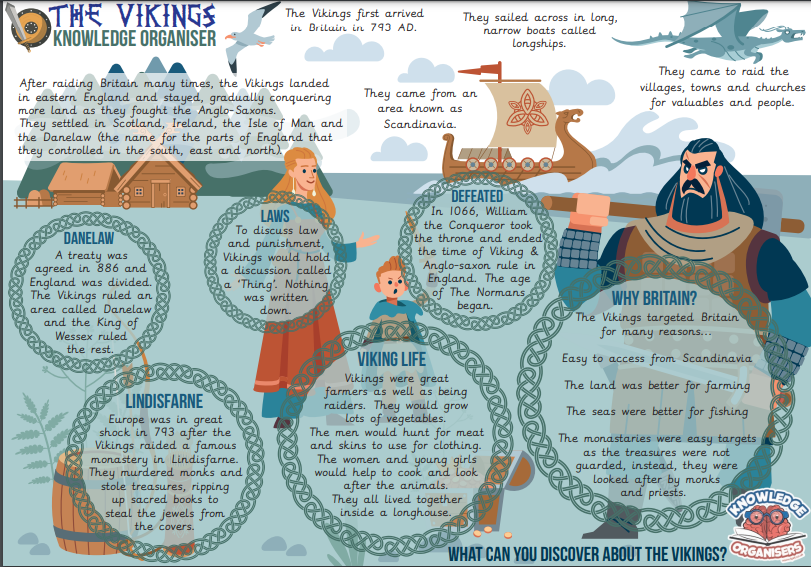 THE VIKINGS
KNOWLEDGE ORGANISER
The Vikings first arrived
in Britain in 793 AD.
They sailed across in long,
narrow boats called
longships.
They came to raid the
villages, towns and churches
for valuables and people.
After raiding Britain many times, the Vikings landed
in eastern England and stayed, gradually conquering
more land as they fought the Anglo-Saxons.
They settled in Scotland, Ireland, the Isle of Man and
the Danelaw (the name for the parts of England that
they controlled in the south, east and north).
They came from an
area known as
Scandinavia.
DANELAW
A treaty was
agreed in 886 and
England was divided.
The Vikings ruled an
area called Danelaw
and the King of
Wessex ruled
the rest.
LAWS
To discuss law
and punishment,
Vikings would hold
a discussion called
a 'Thing'. Nothing
was written
down.
DEFEATED
In 1066, William
the Conqueror took
the throne and ended
the time of Viking &
Anglo-saxon rule in
England. The age
of The Normans
began.
WHY BRITAIN?
The Vikings targeted Britain
for many reasons...
Easy to access from Scandinavia
The land was better for farming
The seas were better for fishing
The monastaries were easy targets
as the treasures were not
guarded, instead, they were
looked after by monks
and priests.
LINDISFARNE
Europe was in great
shock in 793 after the
Vikings raided a famous
monastery in lindisfarne.
They murdered monks and
stole treasures, ripping
up sacred books to
steal the jewels from
the covers.
VIKING LIFE
Vikings were great
farmers as well as being
raiders. They would grow
lots of vegetables.
The men would hunt for meat
and skins to use for clothing.
The women and young girls
would help to cook and look
after the animals.
They all lived together
inside a longhouse.
WHAT CAN YOU DISCOVER ABOUT THE VIKINGS?
KNOWLEDGE
ORGANISERS